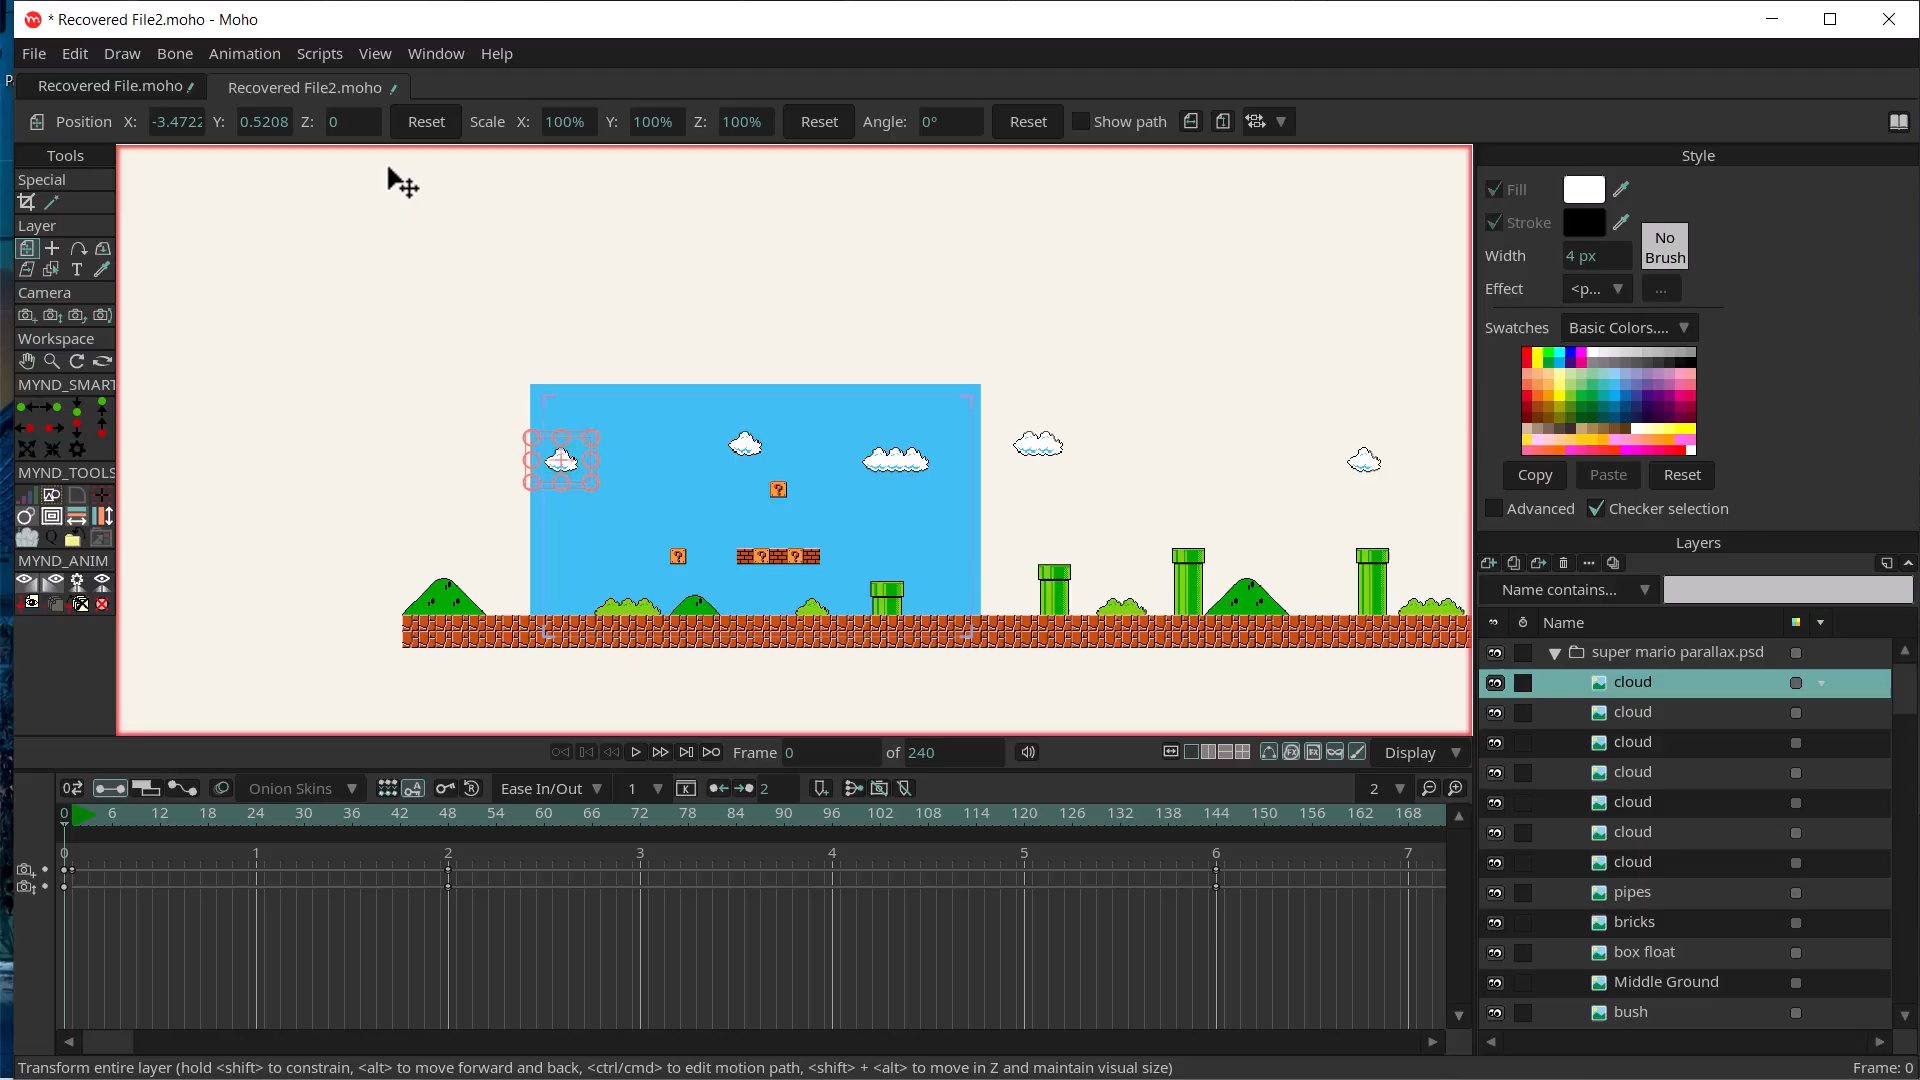 * Recovered File2.moho - Moho
File Edit Draw Bone Animation Scripts View Window Help
Recovered File.moho Recovered File2.moho
Position X: -3.4722 Y: 0.5208 Z: 0 Reset Scale X: 100% Y: 100% Z: 100% Reset Angle: 0° Reset Show path
Tools
Special
Layer
T
Camera
Workspace
MYND_SMART
MYND_TOOLS
Q
MYND_ANIM
? ? ? ?
Style
Fill
Stroke
No
Brush
Width 4 px
Effect <p... ...
Swatches Basic Colors....
Copy Paste Reset
Advanced Checker selection
Layers
Name contains...
Name
super mario parallax.psd
cloud
cloud
cloud
cloud
cloud
cloud
cloud
pipes
bricks
box float
Middle Ground
bush
Frame 0 of 240 Display
Onion Skins Ease In/Out 1 2 2
0 6 12 18 24 30 36 42 48 54 60 66 72 78 84 90 96 102 108 114 120 126 132 138 144 150 156 162 168
0 1 2 3 4 5 6 7
Transform entire layer (hold <shift> to constrain, <alt> to move forward and back, <ctrl/cmd> to edit motion path, <shift> + <alt> to move in Z and maintain visual size) Frame: 0